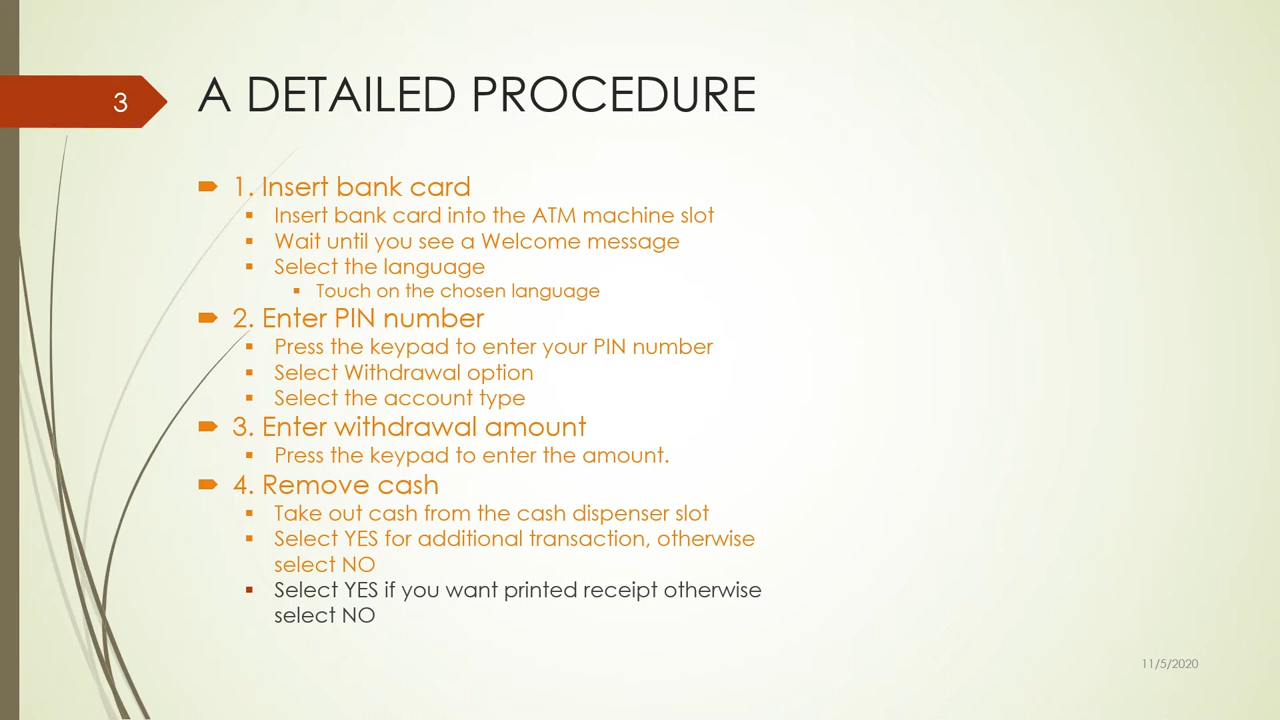 3
A DETAILED PROCEDURE
1. Insert bank card
Insert bank card into the ATM machine slot
Wait until you see a Welcome message
Select the language
Touch on the chosen language
2. Enter PIN number
Press the keypad to enter your PIN number
Select Withdrawal option
Select the account type
3. Enter withdrawal amount
Press the keypad to enter the amount.
4. Remove cash
Take out cash from the cash dispenser slot
Select YES for additional transaction, otherwise
select NO
Select YES if you want printed receipt otherwise
select NO
11/5/2020